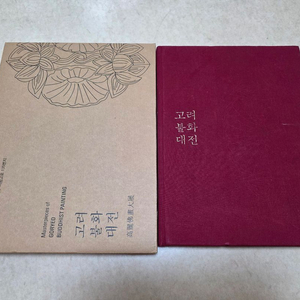 Masterpieces of
GORYEO
BUDDHIST PAINTING
고려
불화
대전
高麗佛畵大展
고려
불화
대전